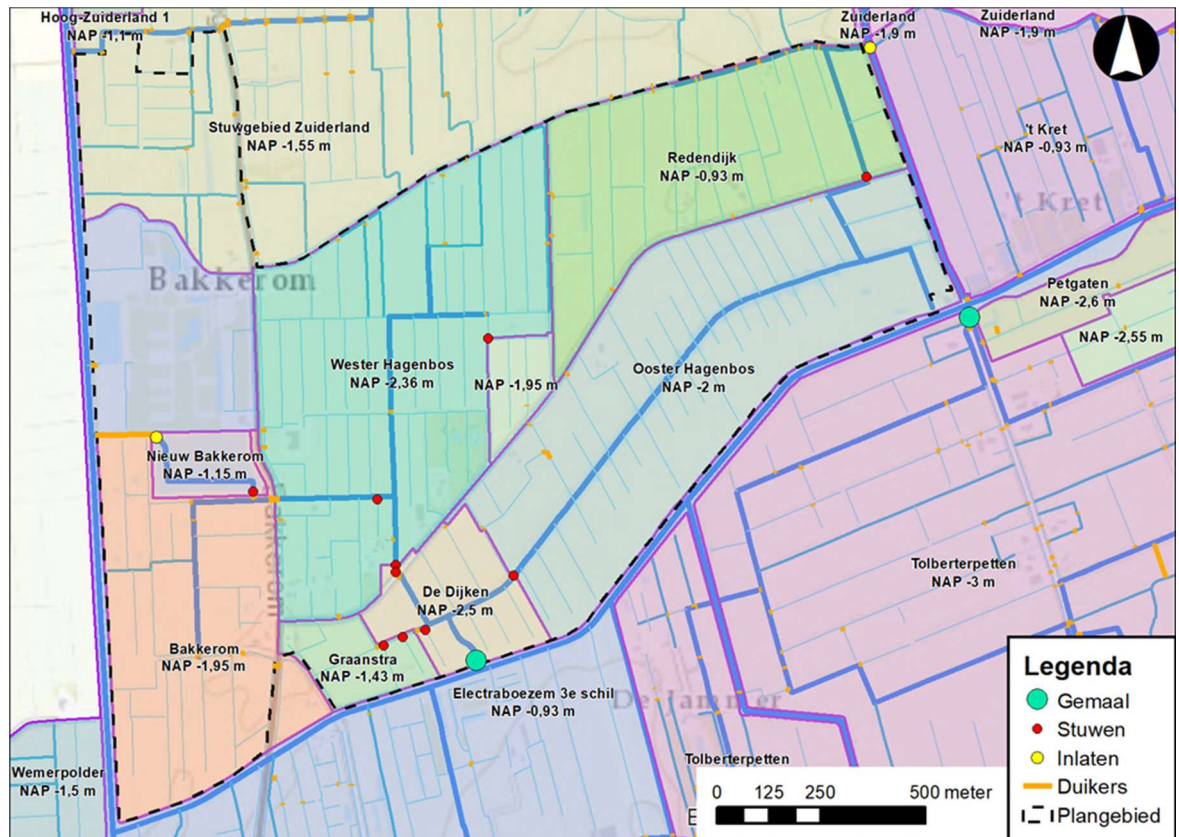 Hoog-Zuiderland 1
NAP -1,1 m
Zuiderland
NAP -1,9 m
Zuiderland
NAP -1,9 m
Stuwgebied Zuiderland
NAP -1,55 m
't Kret
NAP -0,93 m
't Kret
Redendijk
NAP -0,93 m
Bakkerom
Petgaten
NAP -2,6 m
NAP -2,55 m
Wester Hagenbos
NAP -2,36 m
NAP -1,95 m
Ooster Hagenbos
NAP -2 m
Nieuw Bakkerom
NAP -1,15 m
Bakkerom
Tolberterpetten
NAP -3 m
De Dijken
NAP -2,5 m
Bakkerom
NAP -1,95 m
Graanstra
NAP -1,43 m
Electraboezem 3e schil
NAP -0,93 m
De Jammer
Wemerpolder
NAP -1,5 m
Tolberterpetten
E
0 125 250 500 meter
Legenda
Gemaal
Stuwen
Inlaten
Duikers
Plangebied